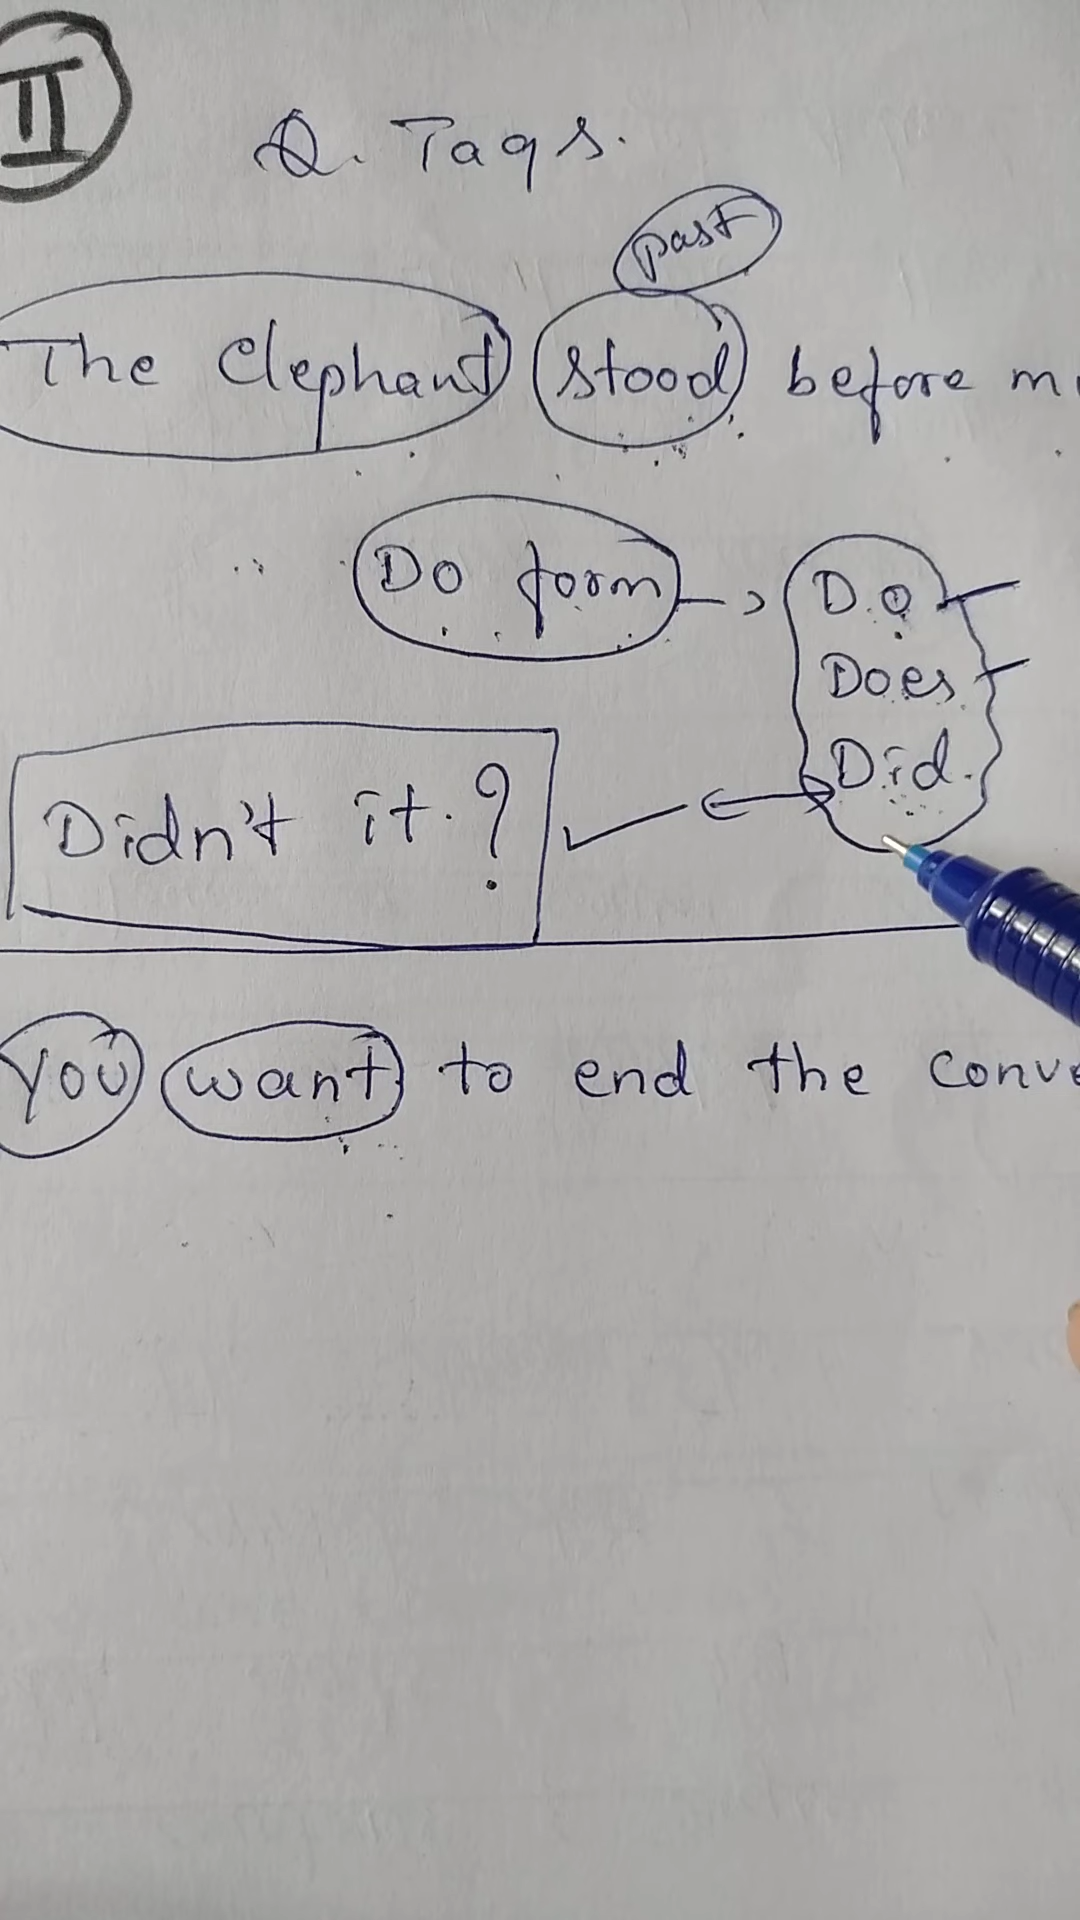 II
Q. Tags.
past
The Elephant stood before m
Do form → Do
Does
Did.
Didn't it.?
You want to end the conve